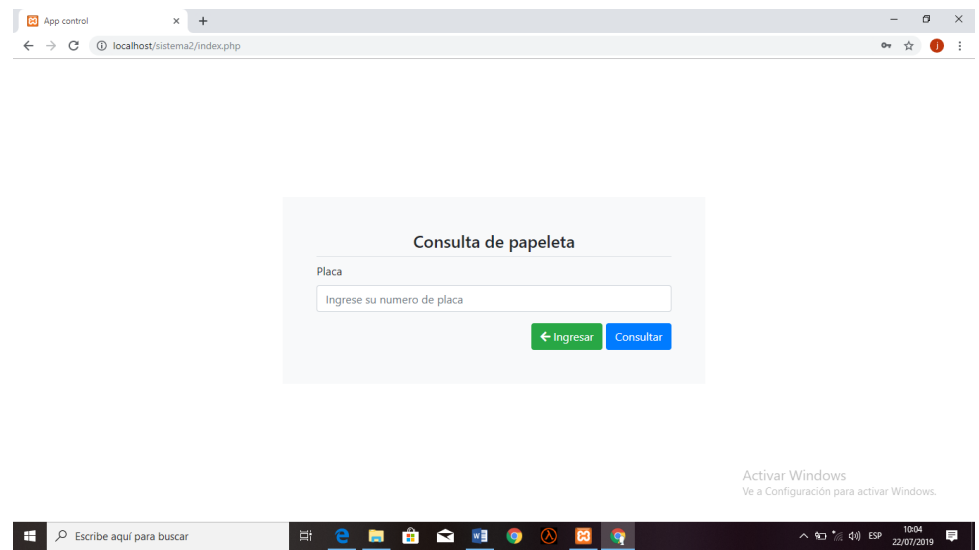 App control
localhost/sistema2/index.php
Consulta de papeleta
Placa
Ingrese su numero de placa
Ingresar
Consultar
Activar Windows
Ve a Configuración para activar Windows.
Escribe aquí para buscar
ESP
10:04
22/07/2019